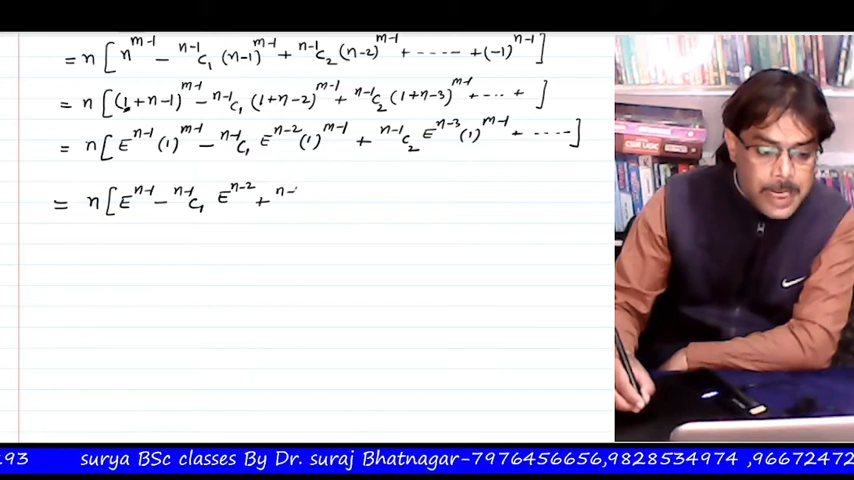 = n [ n^{m-1} - ^{n-1}C_1 (n-1)^{m-1} + ^{n-1}C_2 (n-2)^{m-1} + ----- + (-1)^{n-1} ]
= n [ (1+n-1)^{m-1} - ^{n-1}C_1 (1+n-2)^{m-1} + ^{n-1}C_2 (1+n-3)^{m-1} + --- + ]
= n [ E^{n-1} (1)^{m-1} - ^{n-1}C_1 E^{n-2} (1)^{m-1} + ^{n-1}C_2 E^{n-3} (1)^{m-1} + ----- ]
= n [ E^{n-1} - ^{n-1}C_1 E^{n-2} + ^{n-
293 surya BSc classes By Dr. suraj Bhatnagar-7976456656,9828534974 ,96672472